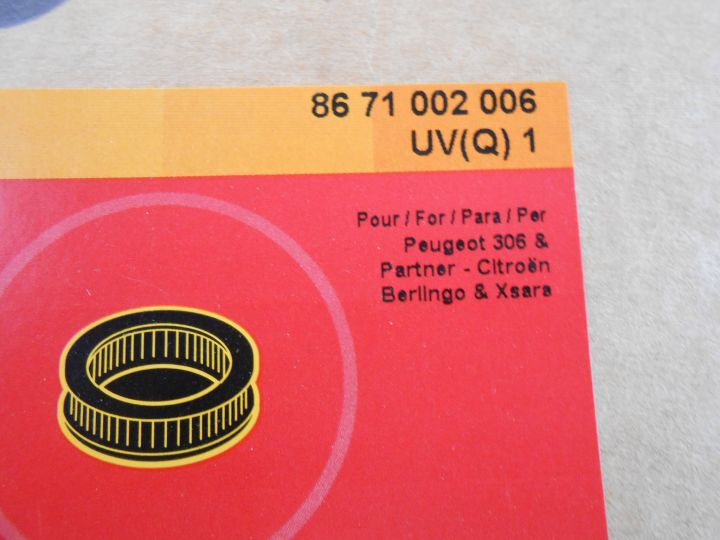 86 71 002 006
UV(Q) 1
Pour / For / Para / Per
Peugeot 306 &
Partner - Citroën
Berlingo & Xsara